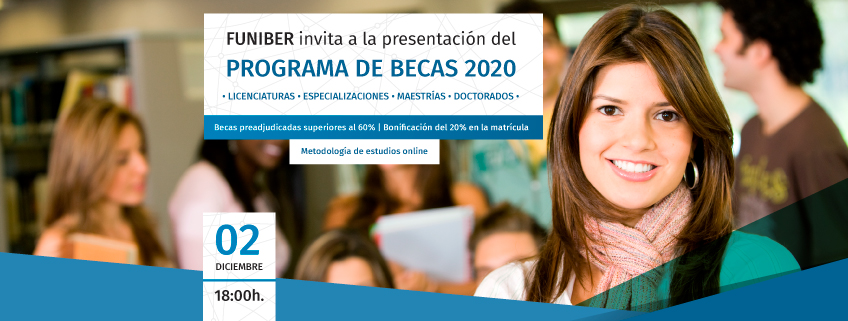 FUNIBER invita a la presentación del
PROGRAMA DE BECAS 2020
• LICENCIATURAS • ESPECIALIZACIONES • MAESTRÍAS • DOCTORADOS •
Becas preadjudicadas superiores al 60% | Bonificación del 20% en la matrícula
Metodología de estudios online
02
DICIEMBRE
18:00h.